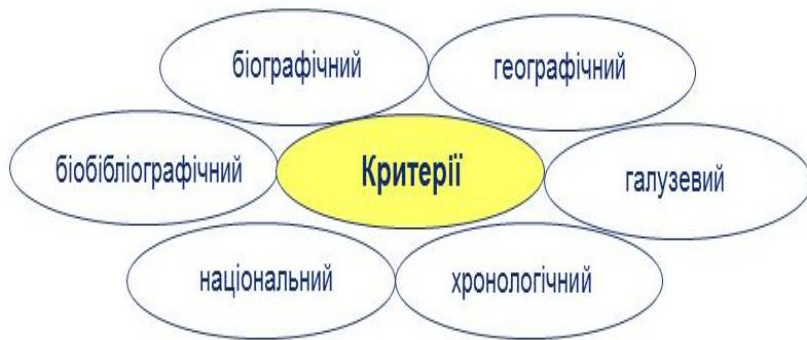 біографічний
географічний
біобібліографічний
Критерії
галузевий
національний
хронологічний